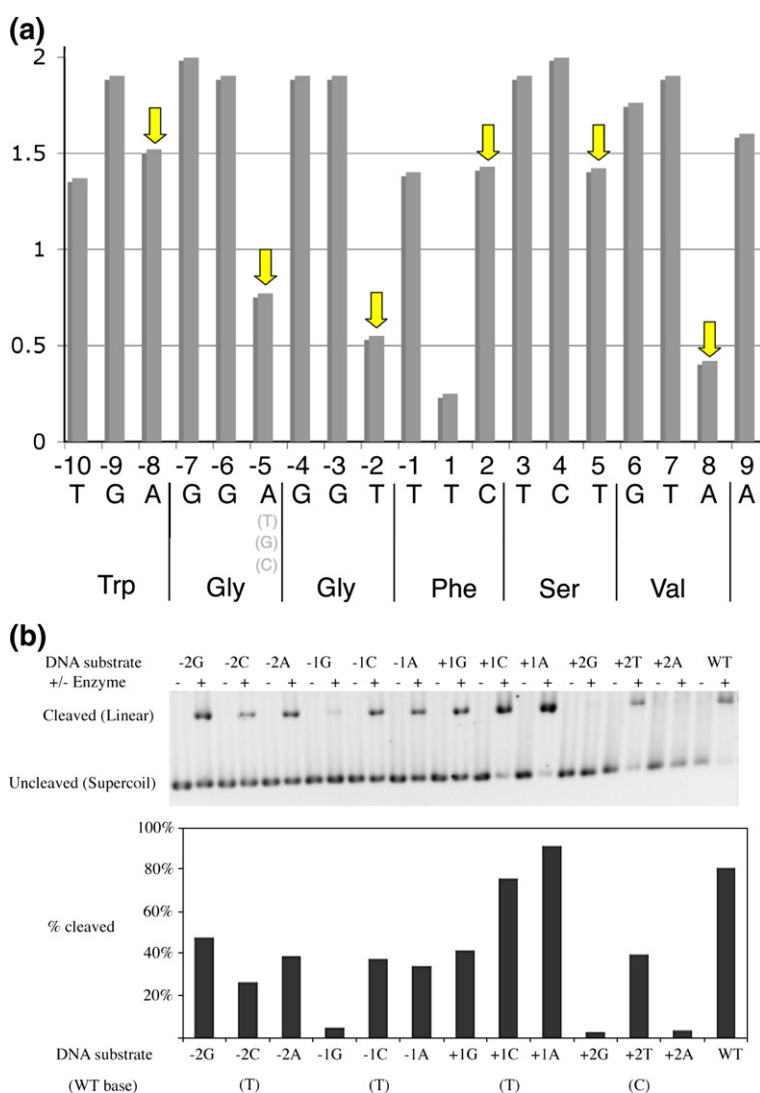 (a)
2
1.5
1
0.5
0
-10 -9 -8 -7 -6 -5 -4 -3 -2 -1 1 2 3 4 5 6 7 8 9
T G A G G A G G T T T C T C T G T A A
(T)
(G)
(C)
Trp Gly Gly Phe Ser Val
(b)
DNA substrate -2G -2C -2A -1G -1C -1A +1G +1C +1A +2G +2T +2A WT
+/- Enzyme - + - + - + - + - + - + - + - + - + - + - + - + - +
Cleaved (Linear)
Uncleaved (Supercoil)
100%
80%
60%
% cleaved
40%
20%
DNA substrate -2G -2C -2A -1G -1C -1A +1G +1C +1A +2G +2T +2A WT
(WT base) (T) (T) (T) (C)